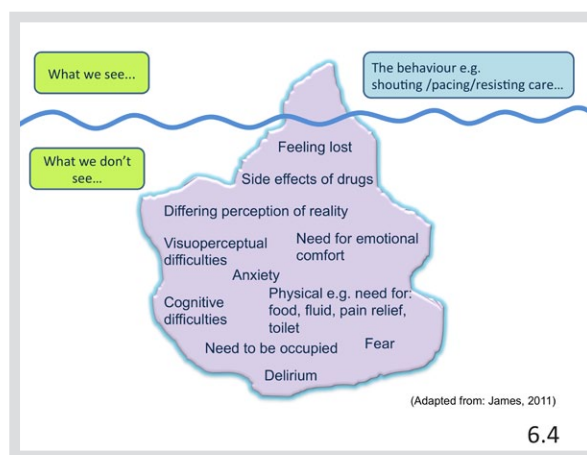 What we see...
The behaviour e.g.
shouting /pacing/resisting care...
What we don't
see...
Feeling lost
Side effects of drugs
Differing perception of reality
Visuoperceptual
difficulties
Need for emotional
comfort
Anxiety
Cognitive
difficulties
Physical e.g. need for:
food, fluid, pain relief,
toilet
Need to be occupied
Fear
Delirium
(Adapted from: James, 2011)
6.4